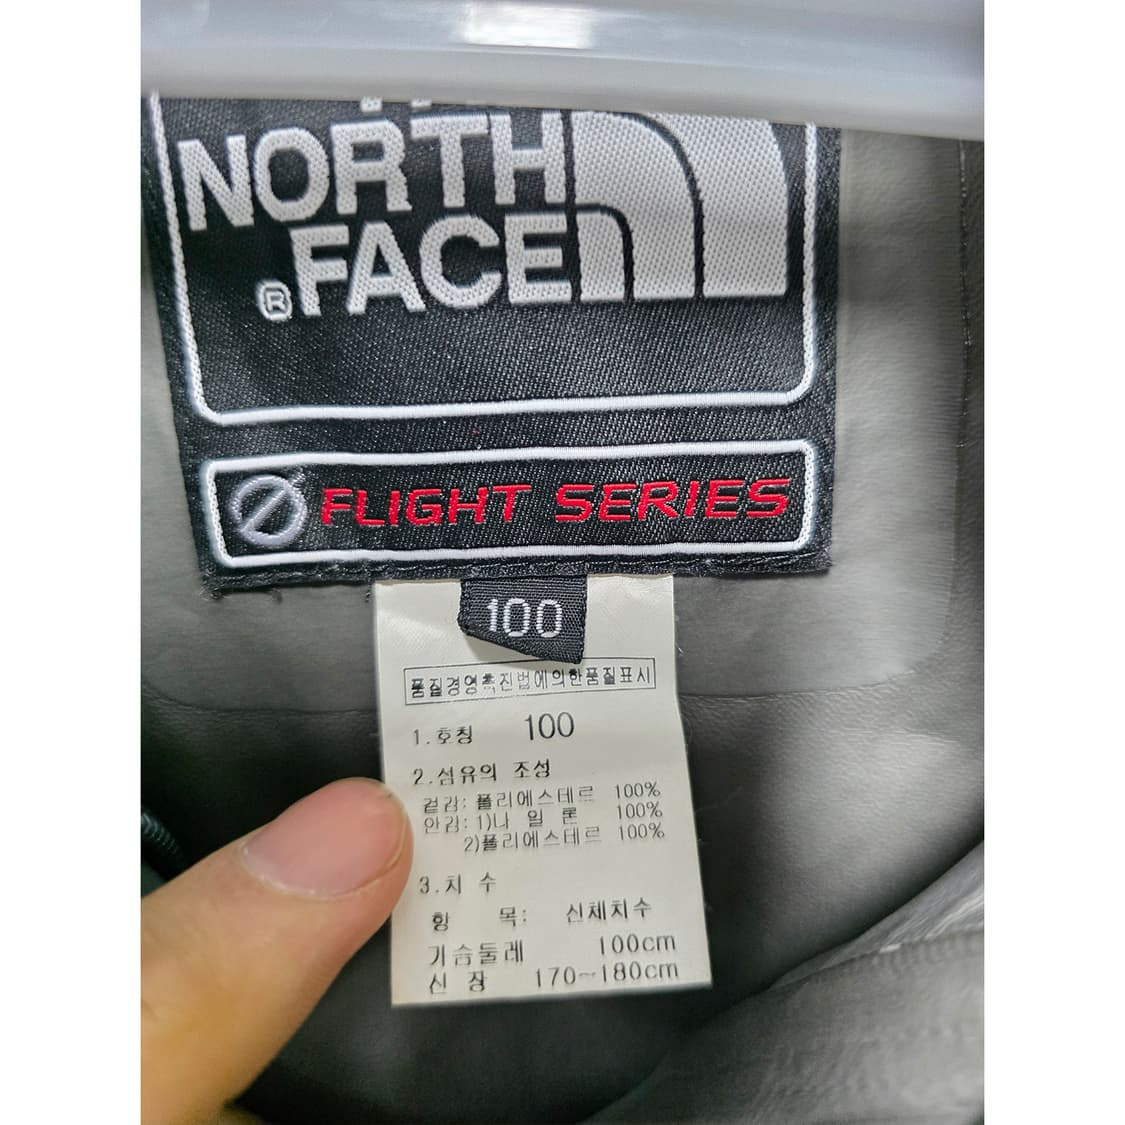 NORTH
FACE
®
FLIGHT SERIES
100
품질경영촉진법에의한품질표시
1.호칭 100
2.섬유의 조성
겉감: 폴리에스테르 100%
안감: 1)나 일 론 100%
2)폴리에스테르 100%
3.치 수
항 목: 신체치수
가슴둘레 100cm
신 장 170~180cm